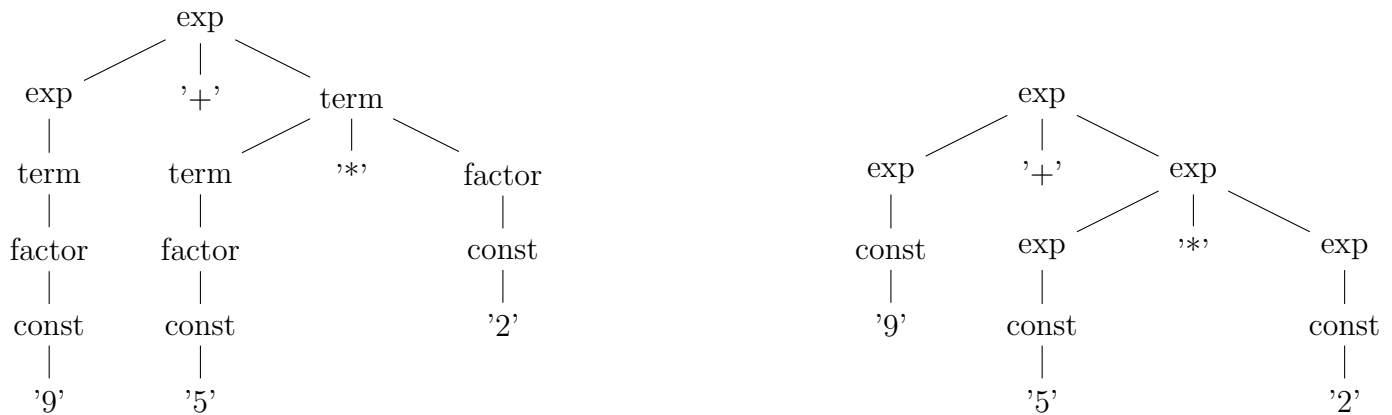 exp
exp ’+’ term
term term ’*’ factor
factor factor const
const const ’2’
’9’ ’5’
exp
exp ’+’ exp
const exp ’*’ exp
’9’ const const
’5’ ’2’